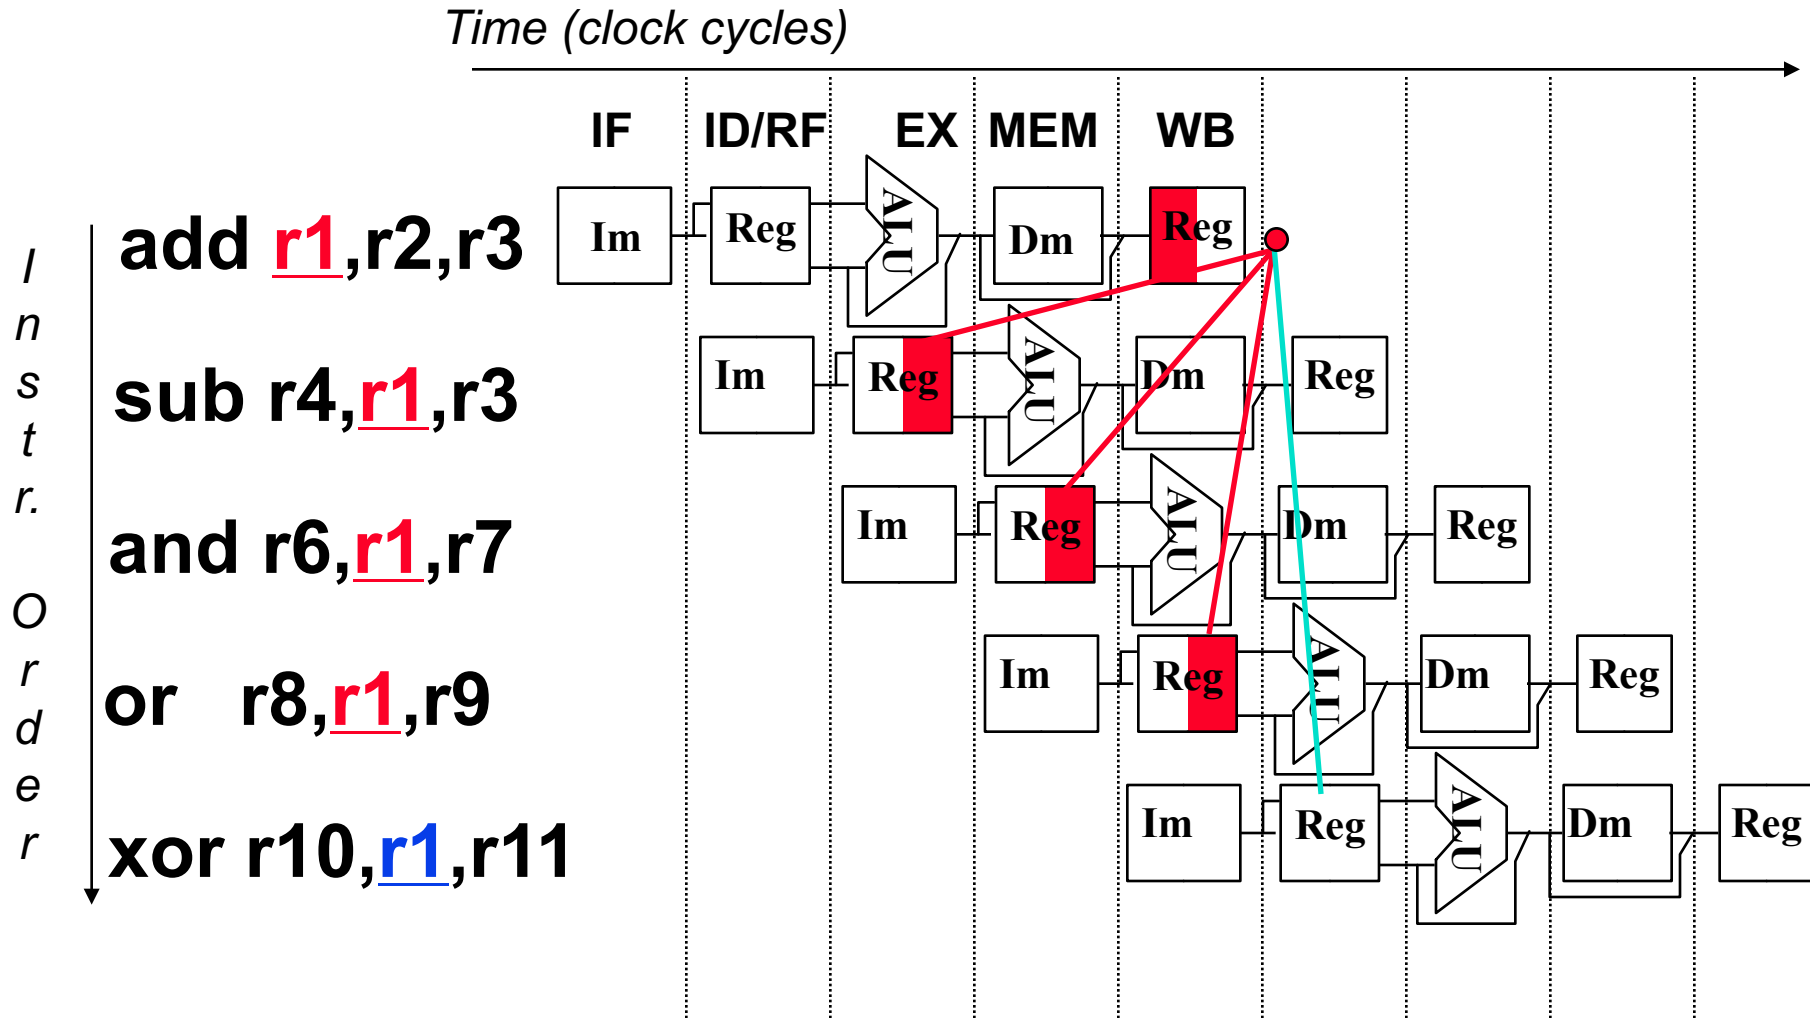 Time (clock cycles)
IF ID/RF EX MEM WB
Instr. Order
add r1,r2,r3 Im Reg ALU Dm Reg
sub r4,r1,r3 Im Reg ALU Dm Reg
and r6,r1,r7 Im Reg ALU Dm Reg
or r8,r1,r9 Im Reg ALU Dm Reg
xor r10,r1,r11 Im Reg ALU Dm Reg